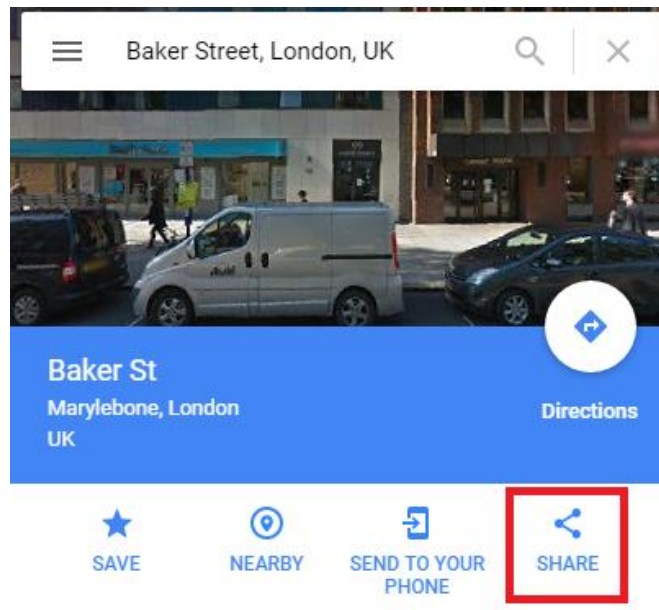 Baker Street, London, UK
Baker St
Marylebone, London
UK
Directions
SAVE
NEARBY
SEND TO YOUR
PHONE
SHARE